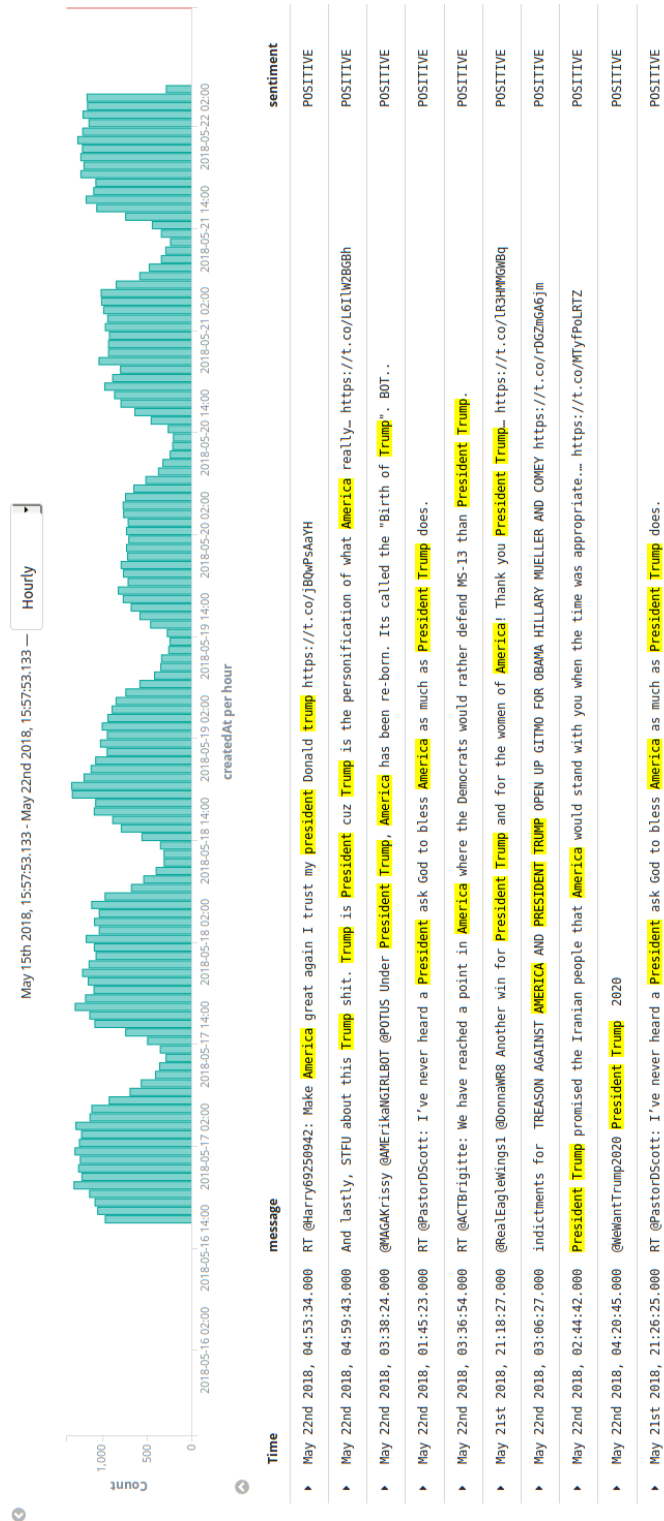 May 15th 2018, 15:57:53.133 - May 22nd 2018, 15:57:53.133 —
Hourly
Count
1,000
500
0
2018-05-16 02:00
2018-05-16 14:00
2018-05-17 02:00
2018-05-17 14:00
2018-05-18 02:00
2018-05-18 14:00
2018-05-19 02:00
2018-05-19 14:00
2018-05-20 02:00
2018-05-20 14:00
2018-05-21 02:00
2018-05-21 14:00
2018-05-22 02:00
createdAt per hour
Time message sentiment
May 22nd 2018, 04:53:34.000 RT @Harry69250942: Make America great again I trust my president Donald trump https://t.co/jBQwPsAaYH POSITIVE
May 22nd 2018, 04:59:43.000 And lastly, STFU about this Trump shit. Trump is President cuz Trump is the personification of what America really… https://t.co/L6IlW2BGBh POSITIVE
May 22nd 2018, 03:38:24.000 @MAGAKrissy @AMErikaNGIRLBOT @POTUS Under President Trump, America has been re-born. Its called the "Birth of Trump". BOT.. POSITIVE
May 22nd 2018, 01:45:23.000 RT @PastorDScott: I've never heard a President ask God to bless America as much as President Trump does. POSITIVE
May 22nd 2018, 03:36:54.000 RT @ACTBrigitte: We have reached a point in America where the Democrats would rather defend MS-13 than President Trump. POSITIVE
May 21st 2018, 21:18:27.000 @RealEagleWings1 @DonnaWR8 Another win for President Trump and for the women of America! Thank you President Trump… https://t.co/lR3HMMGWBq POSITIVE
May 22nd 2018, 03:06:27.000 indictments for TREASON AGAINST AMERICA AND PRESIDENT TRUMP OPEN UP GITMO FOR OBAMA HILLARY MUELLER AND COMEY https://t.co/rDGZmGA6jm POSITIVE
May 22nd 2018, 02:44:42.000 President Trump promised the Iranian people that America would stand with you when the time was appropriate.… https://t.co/MTyfPoLRTZ POSITIVE
May 22nd 2018, 04:20:45.000 @WeWantTrump2020 President Trump 2020 POSITIVE
May 21st 2018, 21:26:25.000 RT @PastorDScott: I've never heard a President ask God to bless America as much as President Trump does. POSITIVE